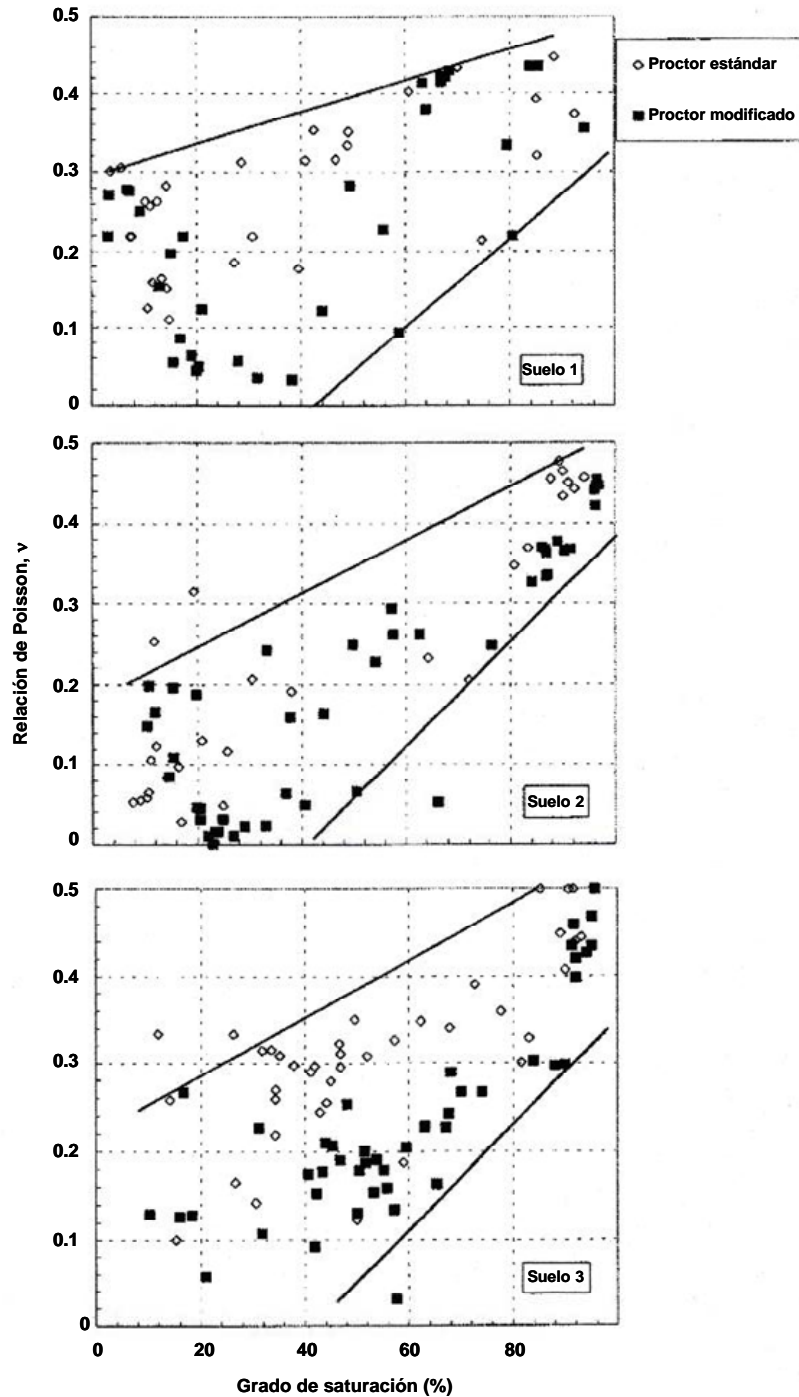 0.5
0.4
0.3
0.2
0.1
0
Proctor estándar
Proctor modificado
Suelo 1
0.5
0.4
0.3
0.2
0.1
0
Suelo 2
Relación de Poisson, ν
0.5
0.4
0.3
0.2
0.1
0
Suelo 3
0 20 40 60 80
Grado de saturación (%)